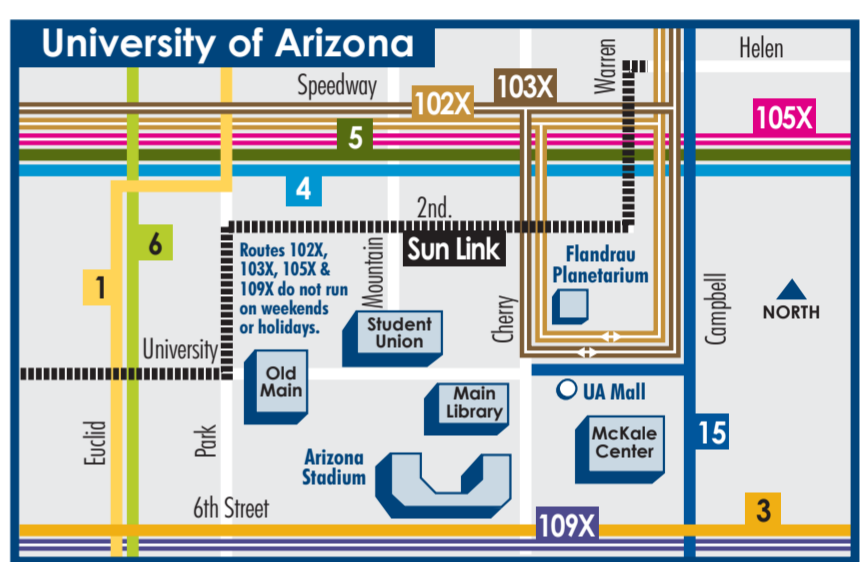 University of Arizona
Helen
Warren
Speedway
103X
102X
105X
5
4
2nd.
6
Sun Link
Routes 102X,
103X, 105X &
109X do not run
on weekends
or holidays.
Mountain
Flandrau
Planetarium
1
Cherry
Campbell
NORTH
Student
Union
University
Old
Main
UA Mall
Main
Library
McKale
Center
15
Euclid
Park
Arizona
Stadium
6th Street
109X
3